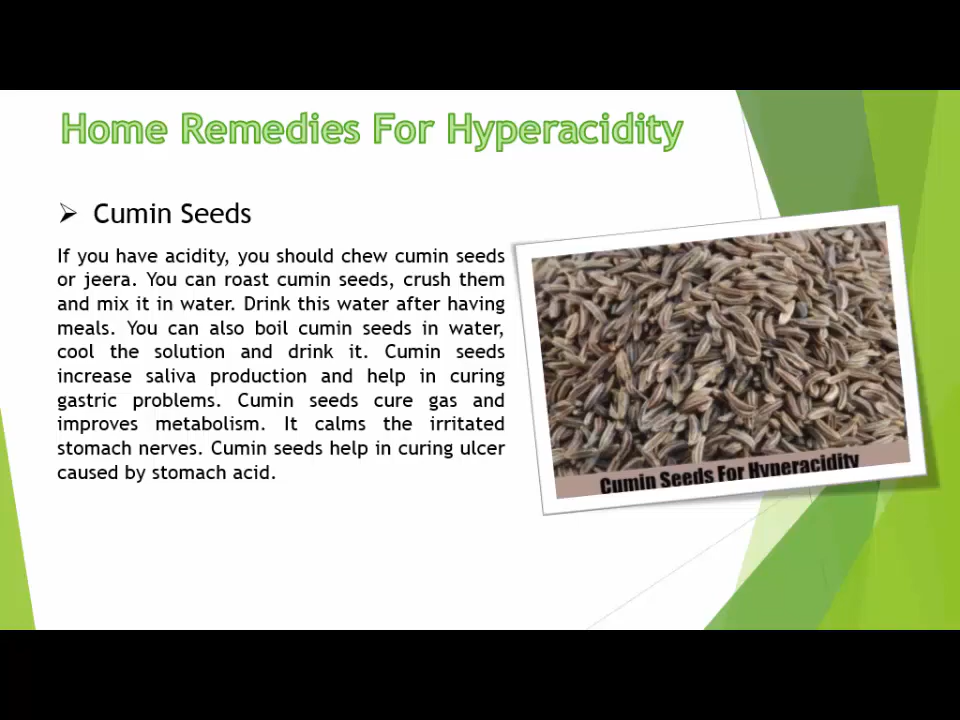 Home Remedies For Hyperacidity
Cumin Seeds
If you have acidity, you should chew cumin seeds
or jeera. You can roast cumin seeds, crush them
and mix it in water. Drink this water after having
meals. You can also boil cumin seeds in water,
cool the solution and drink it. Cumin seeds
increase saliva production and help in curing
gastric problems. Cumin seeds cure gas and
improves metabolism. It calms the irritated
stomach nerves. Cumin seeds help in curing ulcer
caused by stomach acid.
Cumin Seeds For Hyperacidity